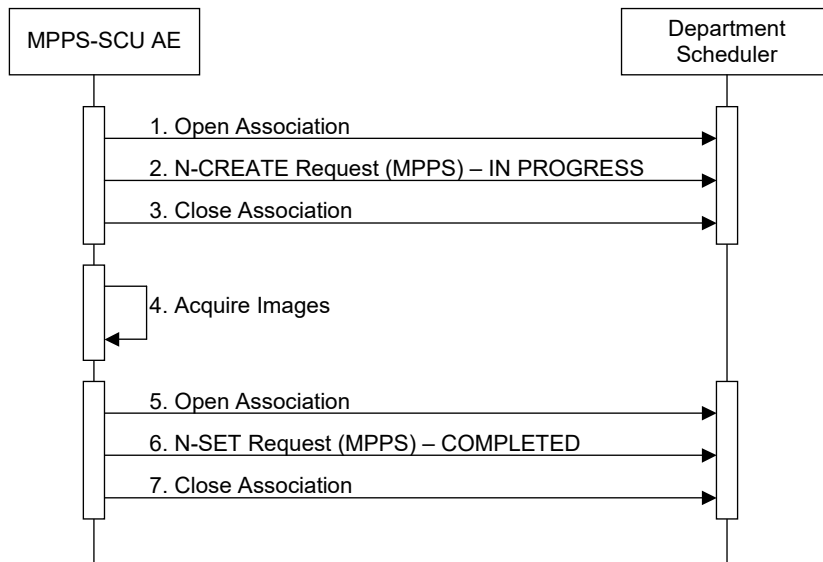 MPPS-SCU AE
Department
Scheduler
1. Open Association
2. N-CREATE Request (MPPS) – IN PROGRESS
3. Close Association
4. Acquire Images
5. Open Association
6. N-SET Request (MPPS) – COMPLETED
7. Close Association